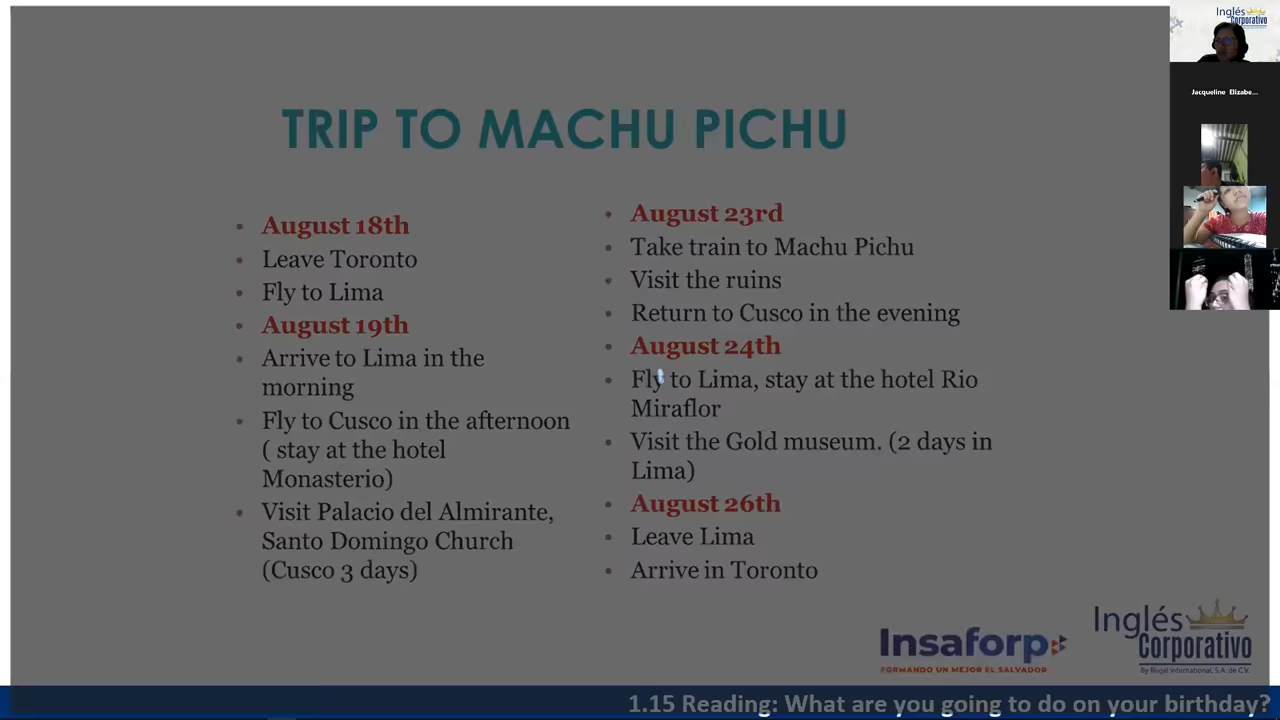 TRIP TO MACHU PICHU
August 18th
Leave Toronto
Fly to Lima
August 19th
Arrive to Lima in the
morning
Fly to Cusco in the afternoon
( stay at the hotel
Monasterio)
Visit Palacio del Almirante,
Santo Domingo Church
(Cusco 3 days)
August 23rd
Take train to Machu Pichu
Visit the ruins
Return to Cusco in the evening
August 24th
Fly to Lima, stay at the hotel Rio
Miraflor
Visit the Gold museum. (2 days in
Lima)
August 26th
Leave Lima
Arrive in Toronto
Insaforp
FORMANDO UN MEJOR EL SALVADOR
Inglés
Corporativo
By Illugal International, S.A. de C.V.
1.15 Reading: What are you going to do on your birthday?
Inglés
Corporativo
Jacqueline Elizabe...